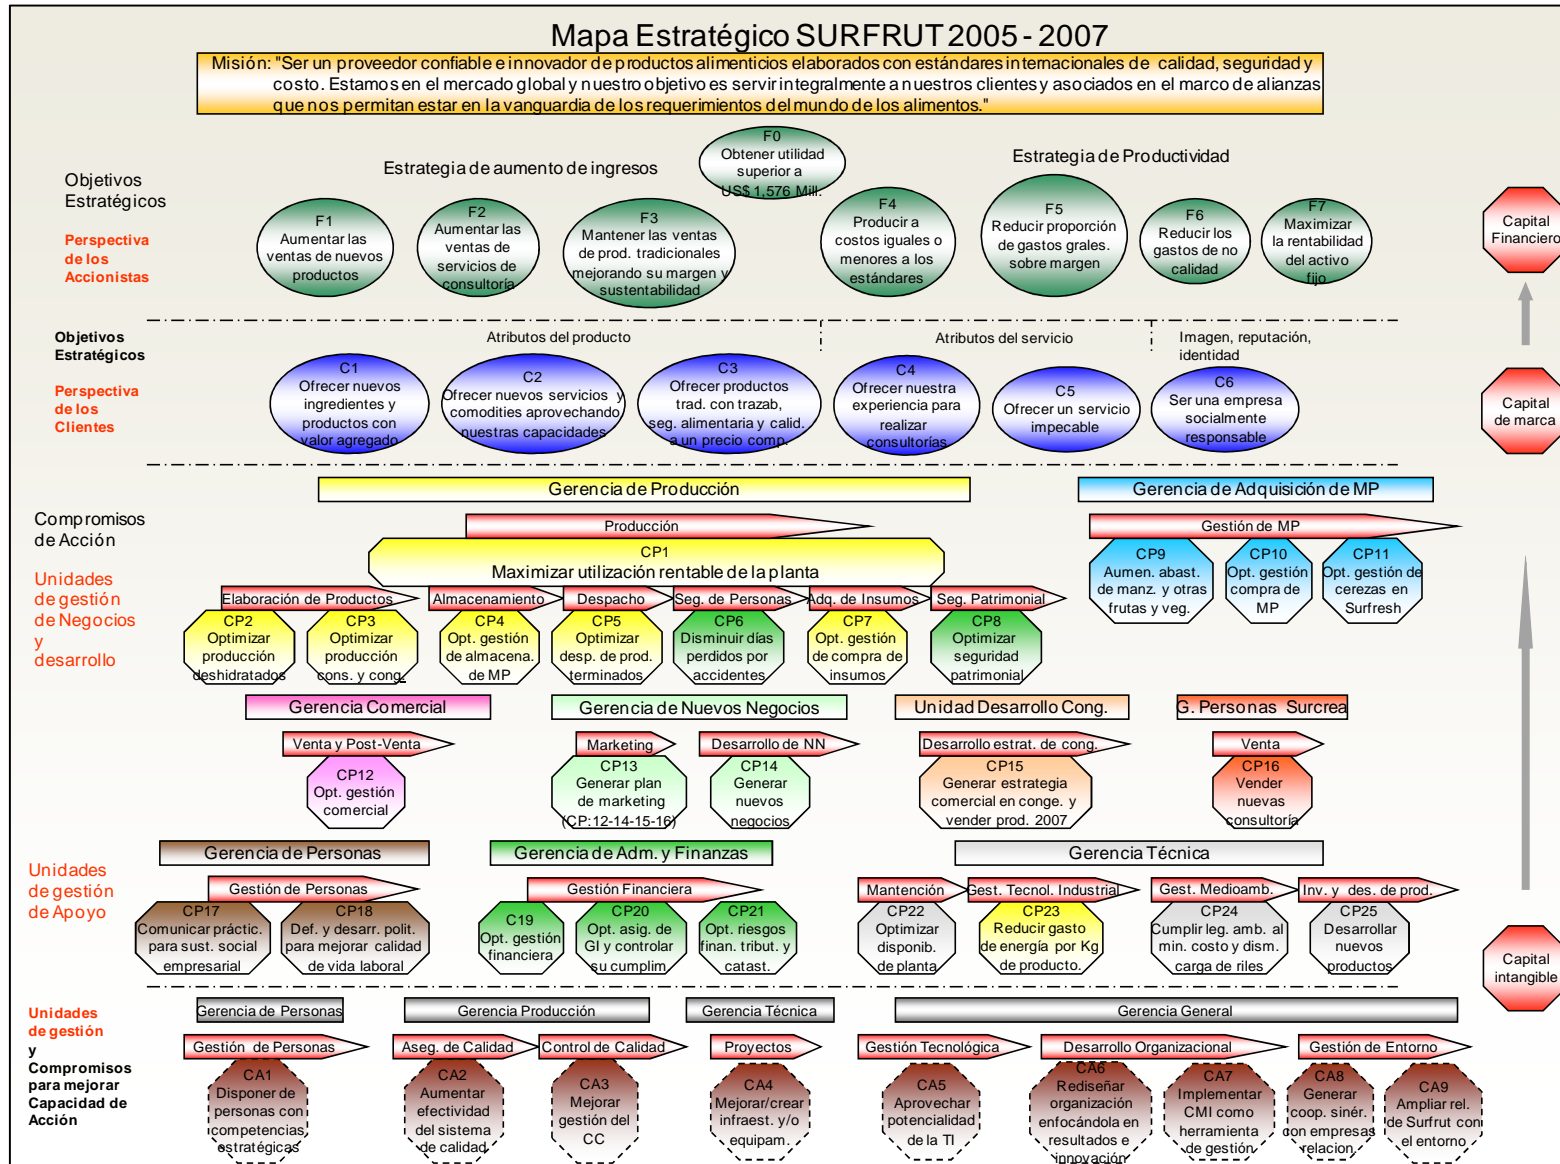 Mapa Estratégico SURFRUT 2005 - 2007
Misión: "Ser un proveedor confiable e innovador de productos alimenticios elaborados con estándares internacionales de calidad, seguridad y
costo. Estamos en el mercado global y nuestro objetivo es servir integralmente a nuestros clientes y asociados en el marco de alianzas
que nos permitan estar en la vanguardia de los requerimientos del mundo de los alimentos."
Objetivos
Estratégicos
Perspectiva
de los
Accionistas
Estrategia de aumento de ingresos
Estrategia de Productividad
F0
Obtener utilidad
superior a
US$ 1,576 Mill.
F1
Aumentar las
ventas de nuevos
productos
F2
Aumentar las
ventas de
servicios de
consultoría
F3
Mantener las ventas
de prod. tradicionales
mejorando su margen y
sustentabilidad
F4
Producir a
costos iguales o
menores a los
estándares
F5
Reducir proporción
de gastos grales.
sobre margen
F6
Reducir los
gastos de no
calidad
F7
Maximizar
la rentabilidad
del activo
fijo
Capital
Financiero
Objetivos
Estratégicos
Perspectiva
de los
Clientes
Atributos del producto
Atributos del servicio
Imagen, reputación,
identidad
C1
Ofrecer nuevos
ingredientes y
productos con
valor agregado
C2
Ofrecer nuevos servicios y
comodities aprovechando
nuestras capacidades
C3
Ofrecer productos
trad. con trazab,
seg. alimentaria y calid.
a un precio comp.
C4
Ofrecer nuestra
experiencia para
realizar
consultorías
C5
Ofrecer un servicio
impecable
C6
Ser una empresa
socialmente
responsable
Capital
de marca
Compromisos
de Acción
Unidades
de gestión
de Negocios
y
desarrollo
Gerencia de Producción
Producción
CP1
Maximizar utilización rentable de la planta
Gerencia de Adquisición de MP
Gestión de MP
CP9
Aumen. abast.
de manz. y otras
frutas y veg.
CP10
Opt. gestión
compra de
MP
CP11
Opt. gestión de
cerezas en
Surfresh
Elaboración de Productos
Almacenamiento
Despacho
Seg. de Personas
Adq. de Insumos
Seg. Patrimonial
CP2
Optimizar
producción
deshidratados
CP3
Optimizar
producción
cons. y cong.
CP4
Opt. gestión
de almacena.
de MP
CP5
Optimizar
desp. de prod.
terminados
CP6
Disminuir días
perdidos por
accidentes
CP7
Opt. gestión
de compra de
insumos
CP8
Optimizar
seguridad
patrimonial
Gerencia Comercial
Venta y Post-Venta
CP12
Opt. gestión
comercial
Gerencia de Nuevos Negocios
Marketing
Desarrollo de NN
CP13
Generar plan
de marketing
(CP:12-14-15-16)
CP14
Generar
nuevos
negocios
Unidad Desarrollo Cong.
Desarrollo estrat. de cong.
CP15
Generar estrategia
comercial en conge. y
vender prod. 2007
G. Personas Surcrea
Venta
CP16
Vender
nuevas
consultoría
Unidades
de gestión
de Apoyo
Gerencia de Personas
Gestión de Personas
CP17
Comunicar práctic.
para sust. social
empresarial
CP18
Def. y desarr. polit.
para mejorar calidad
de vida laboral
Gerencia de Adm. y Finanzas
Gestión Financiera
C19
Opt. gestión
financiera
CP20
Opt. asig. de
GI y controlar
su cumplim
CP21
Opt. riesgos
finan. tribut. y
catast.
Gerencia Técnica
Mantención
Gest. Tecnol. Industrial
Gest. Medioamb.
Inv. y des. de prod.
CP22
Optimizar
disponib.
de planta
CP23
Reducir gasto
de energía por Kg
de producto.
CP24
Cumplir leg. amb. al
min. costo y dism.
carga de riles
CP25
Desarrollar
nuevos
productos
Capital
intangible
Unidades
de gestión
y
Compromisos
para mejorar
Capacidad de
Acción
Gerencia de Personas
Gestión de Personas
CA1
Disponer de
personas con
competencias
estratégicas
Gerencia Producción
Aseg. de Calidad
Control de Calidad
CA2
Aumentar
efectividad
del sistema
de calidad
CA3
Mejorar
gestión del
CC
Gerencia Técnica
Proyectos
CA4
Mejorar/crear
infraest. y/o
equipam.
Gerencia General
Gestión Tecnológica
Desarrollo Organizacional
Gestión de Entorno
CA5
Aprovechar
potencialidad
de la TI
CA6
Rediseñar
organización
enfocándola en
resultados e
innovación
CA7
Implementar
CMI como
herramienta
de gestión
CA8
Generar
coop. sinér.
con empresas
relacion.
CA9
Ampliar rel.
de Surfrut con
el entorno